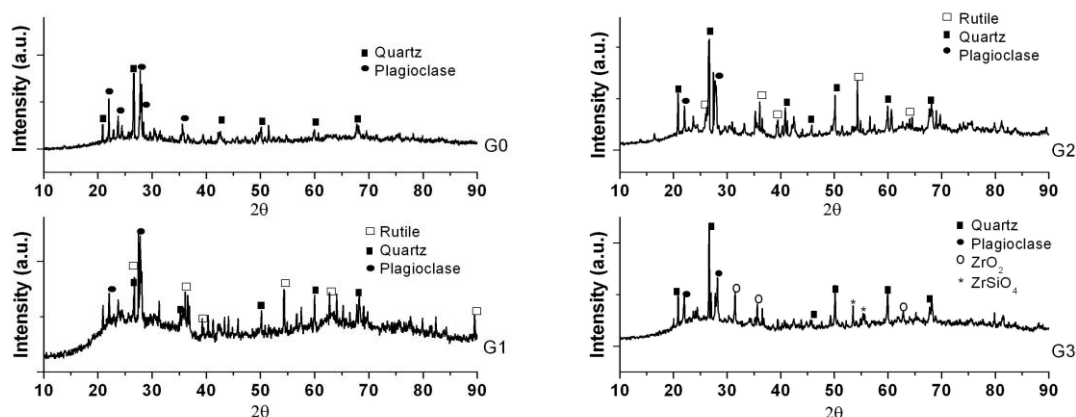 Intensity (a.u.)
■ Quartz
● Plagioclase
G0
10 20 30 40 50 60 70 80 90
2θ
Intensity (a.u.)
□ Rutile
■ Quartz
● Plagioclase
G1
10 20 30 40 50 60 70 80 90
2θ
Intensity (a.u.)
□ Rutile
■ Quartz
● Plagioclase
G2
10 20 30 40 50 60 70 80 90
2θ
Intensity (a.u.)
■ Quartz
● Plagioclase
○ ZrO₂
* ZrSiO₄
G3
10 20 30 40 50 60 70 80 90
2θ